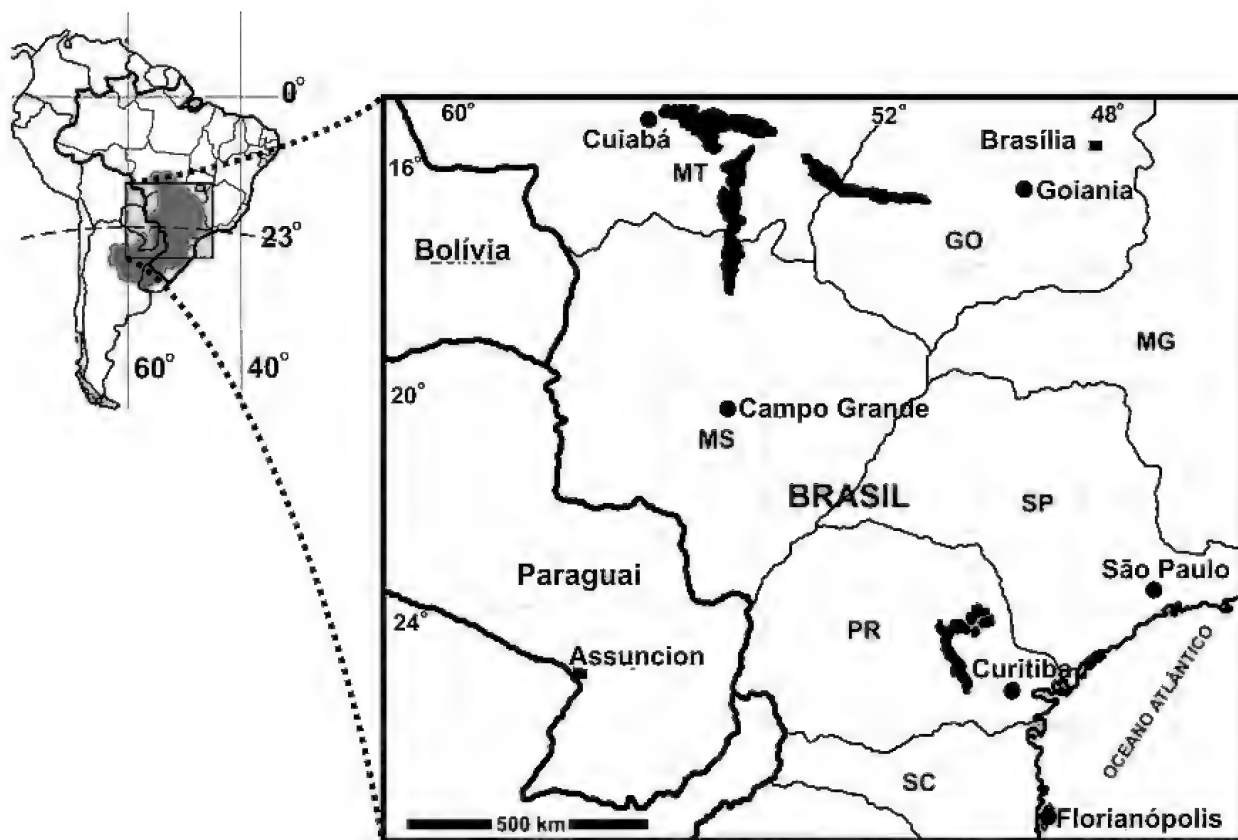 0°
23°
60°
40°
60°
52°
48°
Cuiabá
Brasília
16°
MT
Goiania
Bolívia
GO
MG
20°
Campo Grande
MS
BRASIL
SP
Paraguai
São Paulo
24°
PR
Assuncion
Curitiba
OCEANO ATLÂNTICO
SC
500 km
Florianópolis